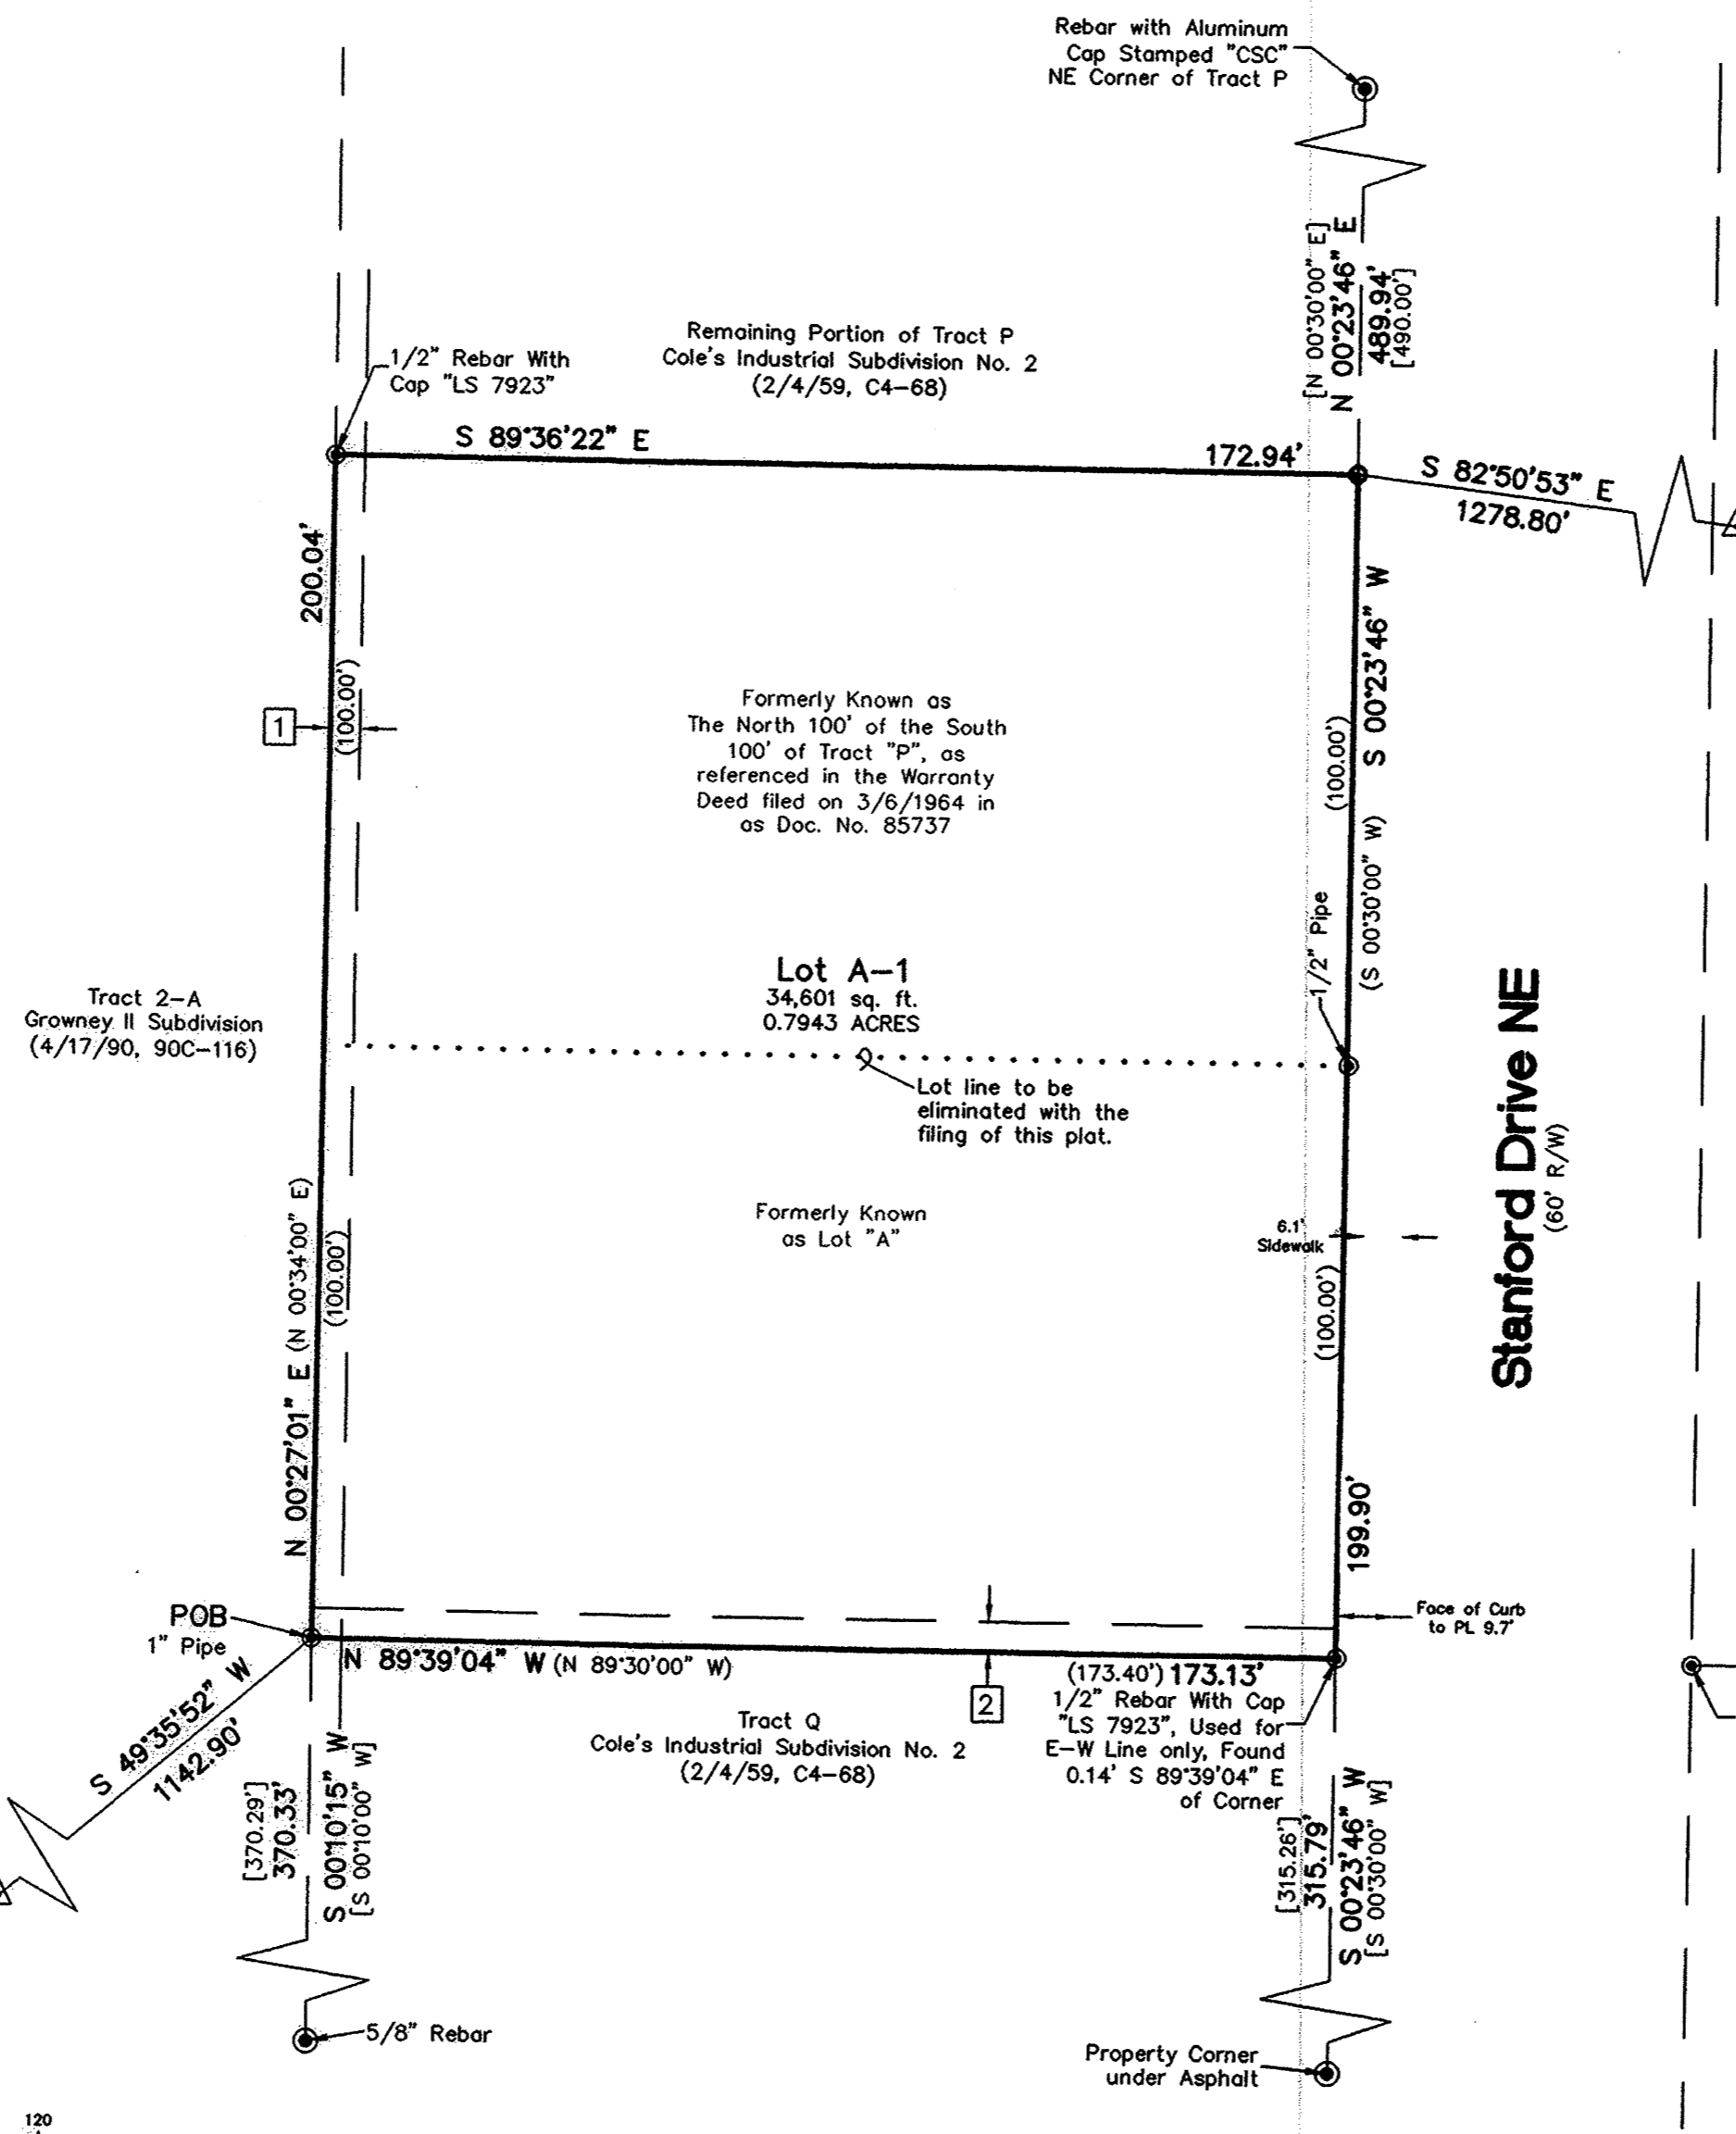 Rebar with Aluminum
Cap Stamped "CSC"
NE Corner of Tract P
[N 00°30'00" E]
N 00°23'46" E
489.94'
[490.00']
Remaining Portion of Tract P
Cole's Industrial Subdivision No. 2
(2/4/59, C4-68)
1/2" Rebar With
Cap "LS 7923"
S 89°36'22" E
172.94'
S 82°50'53" E
1278.80'
200.04'
(100.00')
1
Formerly Known as
The North 100' of the South
100' of Tract "P", as
referenced in the Warranty
Deed filed on 3/6/1964 in
as Doc. No. 85737
S 00°23'46" W
(100.00')
(S 00°30'00" W)
1/2" Pipe
Lot A-1
34,601 sq. ft.
0.7943 ACRES
Tract 2-A
Growney II Subdivision
(4/17/90, 90C-116)
Lot line to be
eliminated with the
filing of this plat.
Stanford Drive NE
(60' R/W)
Formerly Known
as Lot "A"
6.1'
Sidewalk
(100.00')
N 00°27'01" E (N 00°34'00" E)
(100.00')
199.90'
Face of Curb
to PL 9.7'
POB
1" Pipe
N 89°39'04" W (N 89°30'00" W)
(173.40') 173.13'
2
1/2" Rebar With Cap
"LS 7923", Used for
E-W Line only, Found
0.14' S 89°39'04" E
of Corner
Tract Q
Cole's Industrial Subdivision No. 2
(2/4/59, C4-68)
S 49°35'52" W
1142.90'
[370.29']
370.33'
S 00°10'15" W
[S 00°10'00" W]
[315.26']
315.79'
S 00°23'46" W
[S 00°30'00" W]
5/8" Rebar
Property Corner
under Asphalt
120